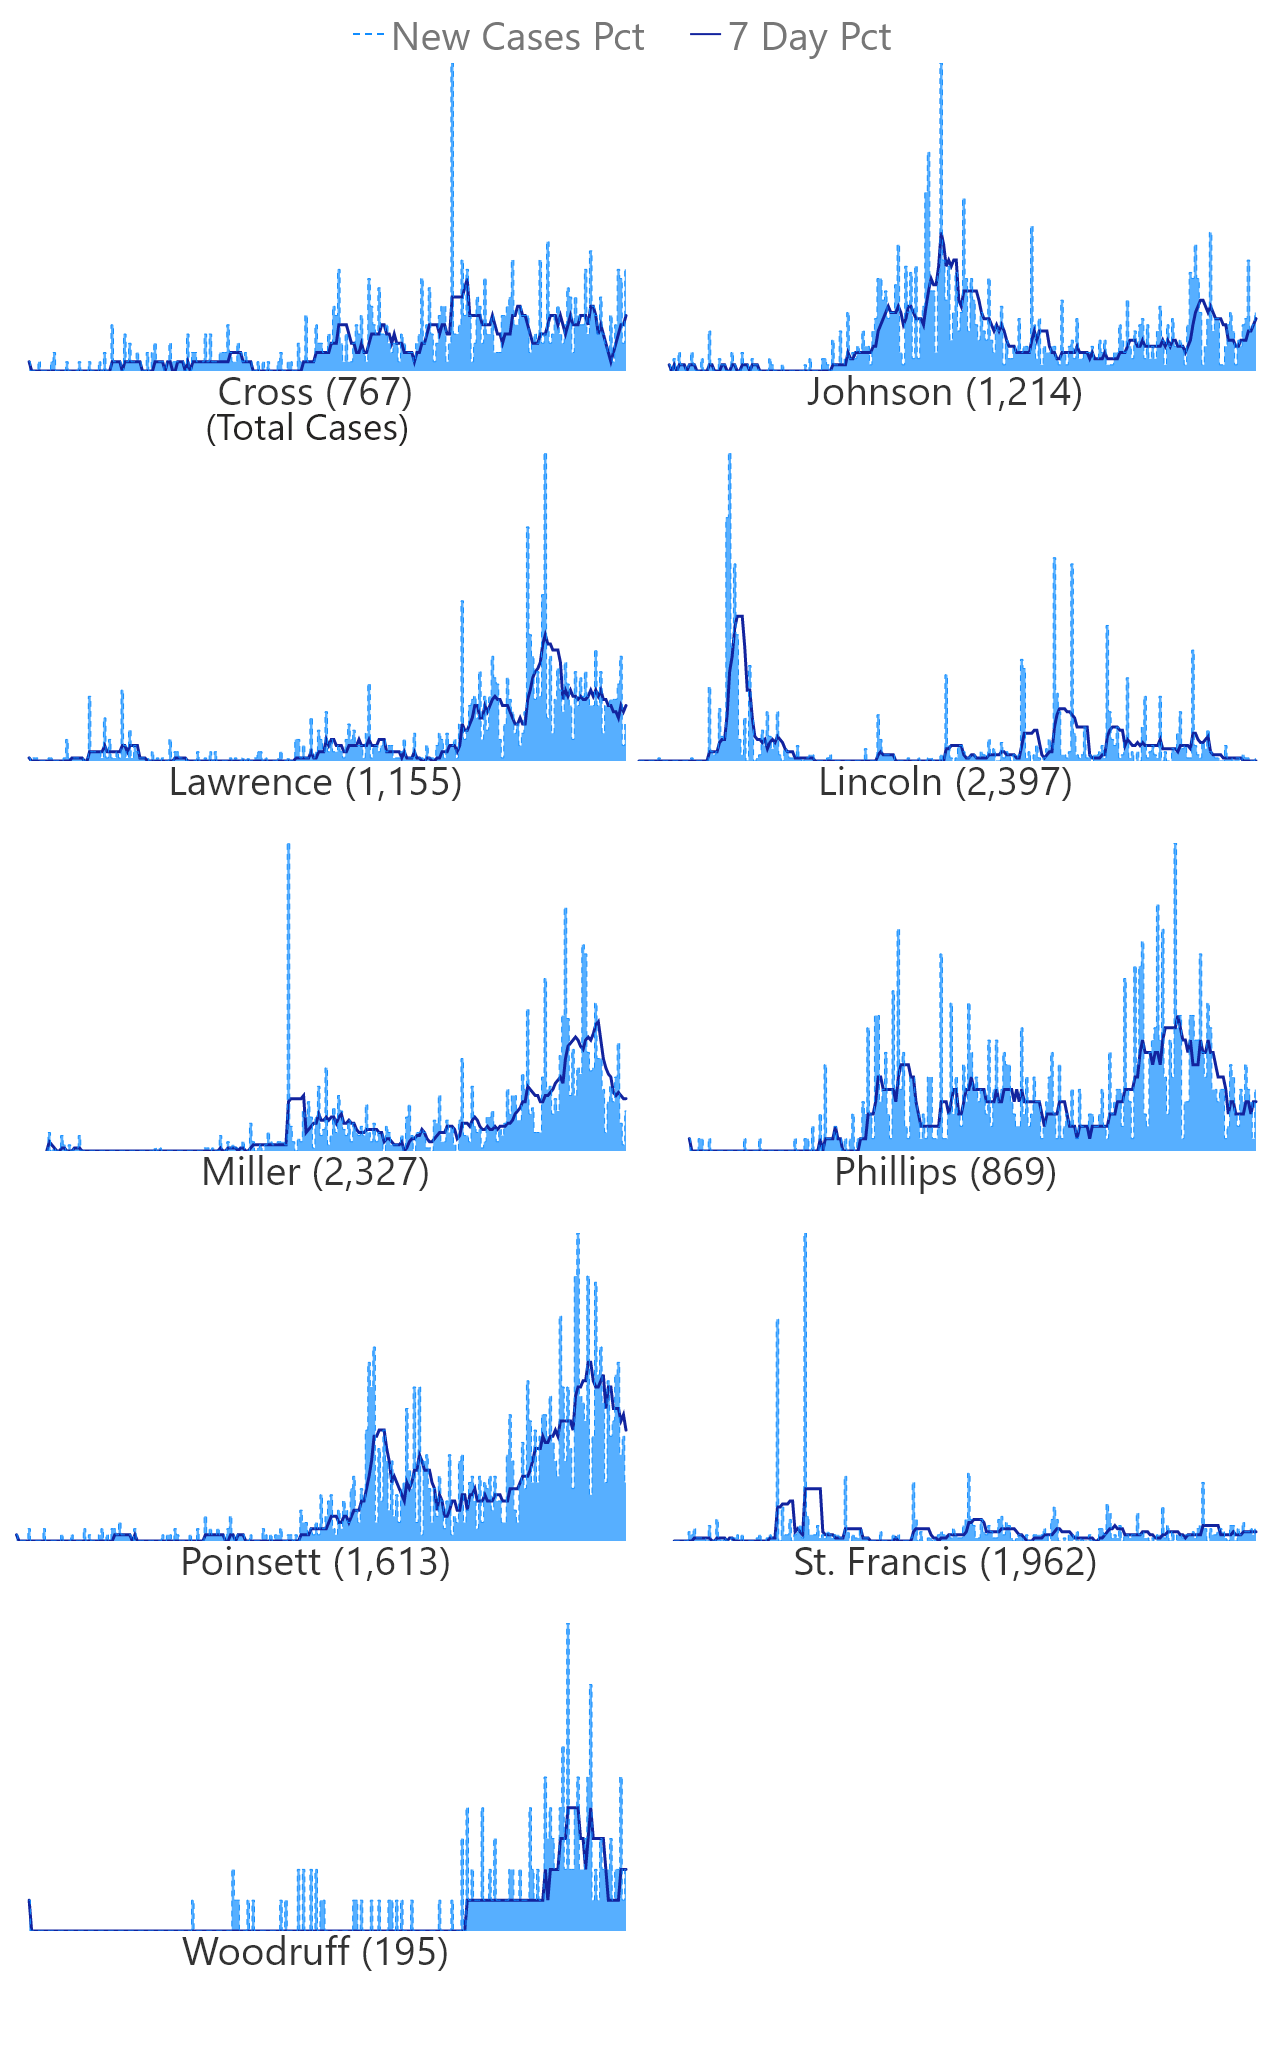 New Cases Pct 7 Day Pct
Cross (767)
(Total Cases)
Johnson (1,214)
Lawrence (1,155)
Lincoln (2,397)
Miller (2,327)
Phillips (869)
Poinsett (1,613)
St. Francis (1,962)
Woodruff (195)